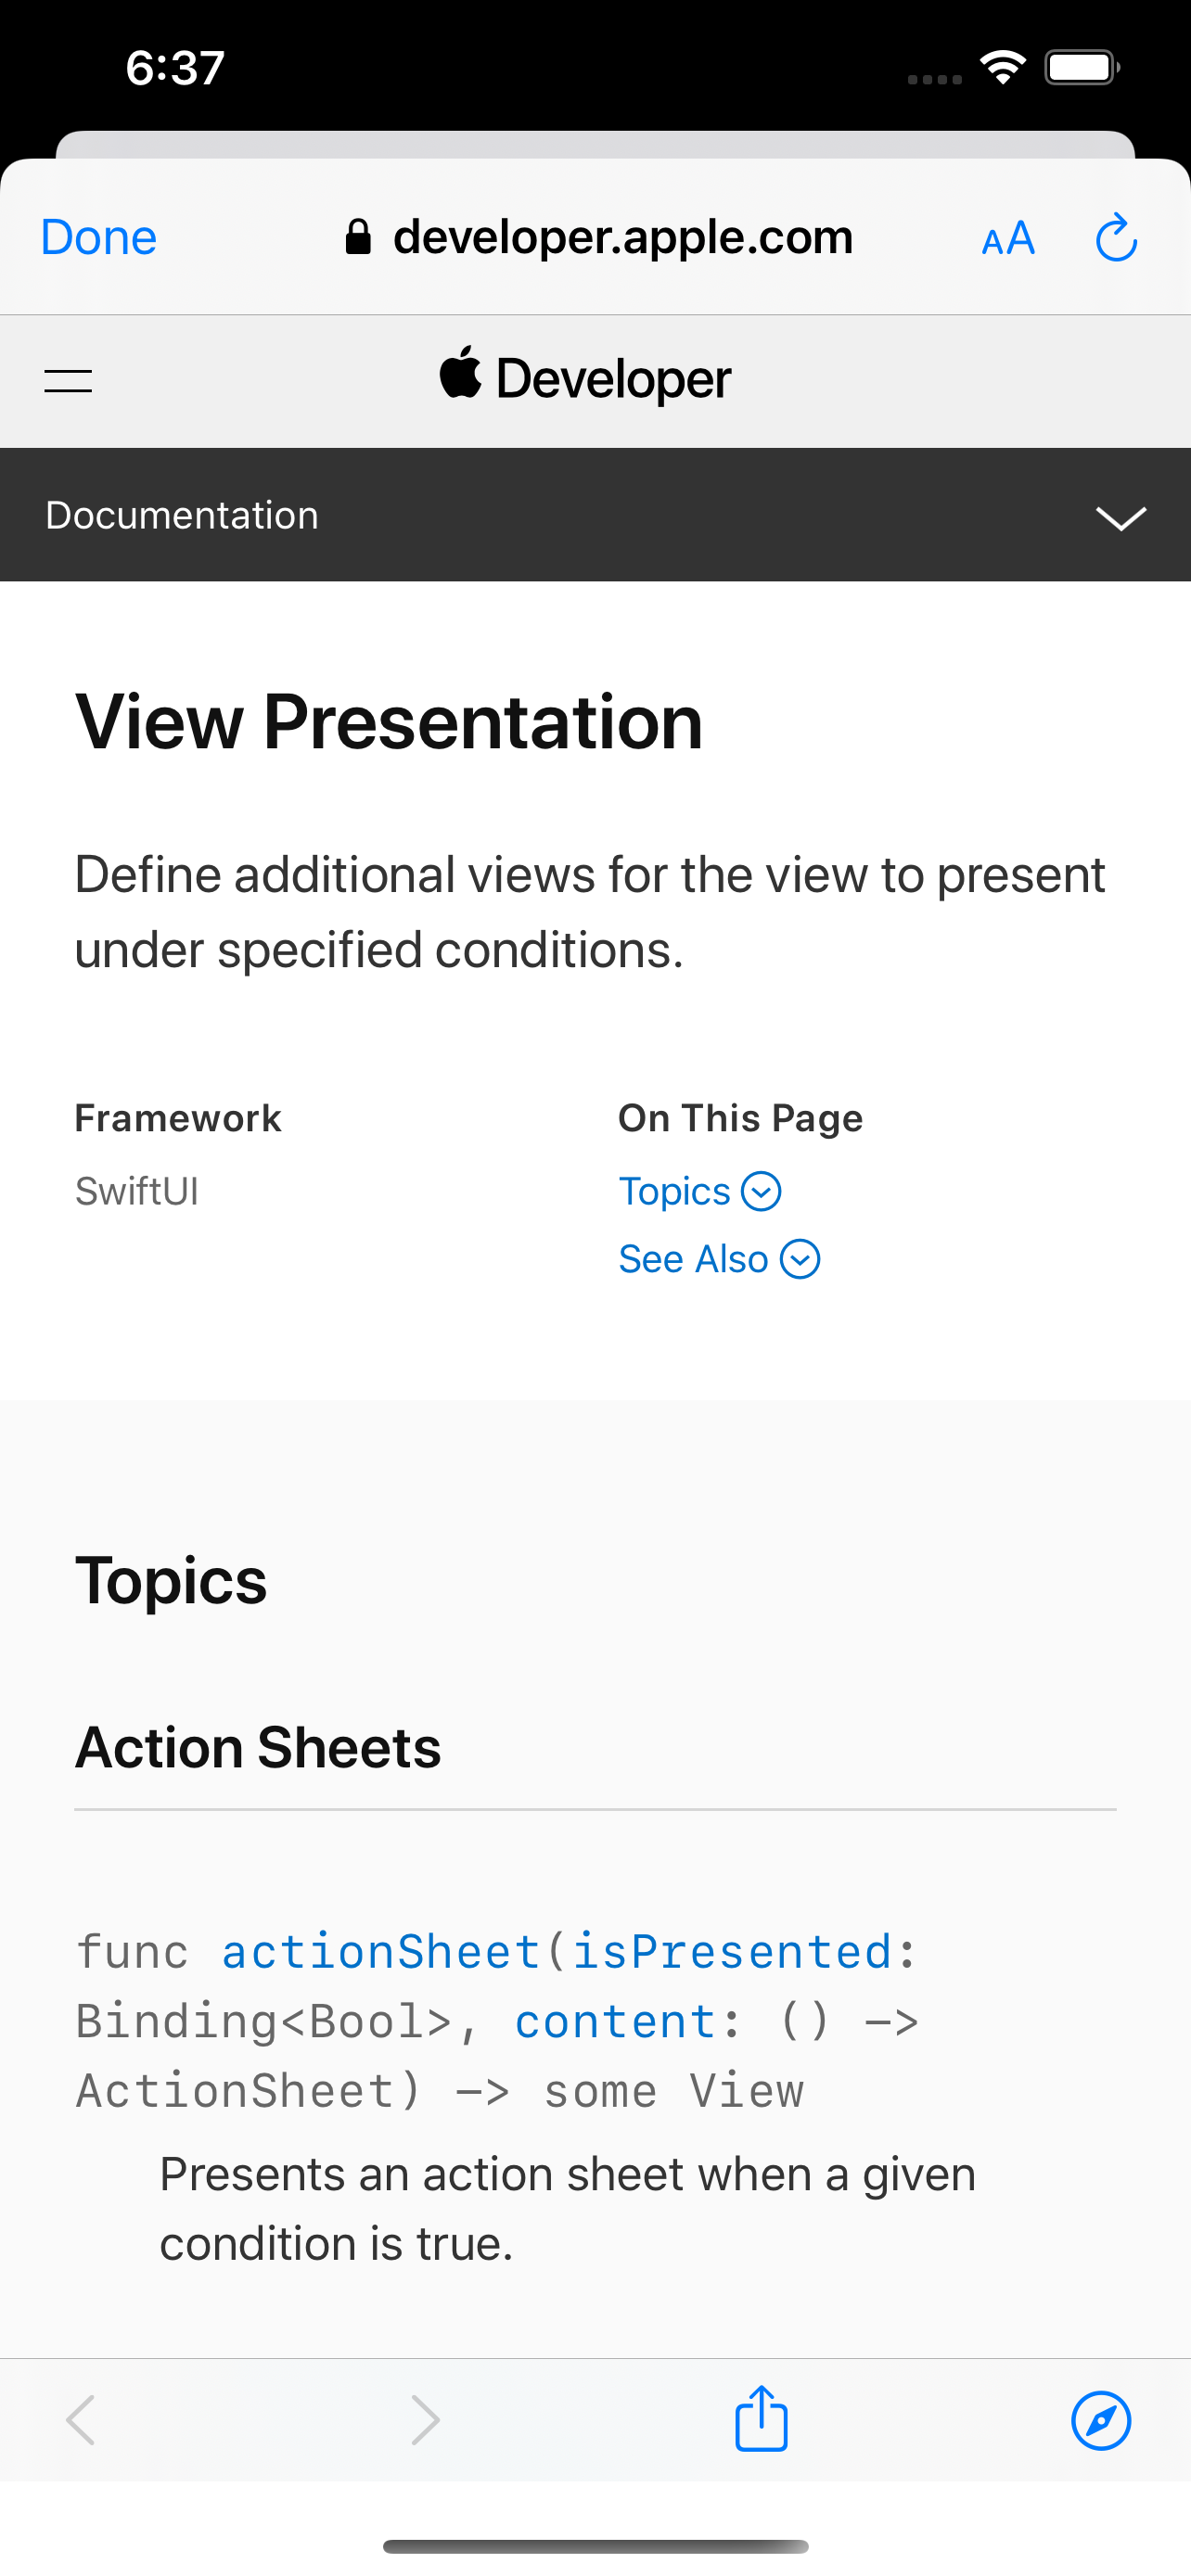 6:37
Done
developer.apple.com
AA
Developer
Documentation
View Presentation
Define additional views for the view to present
under specified conditions.
Framework
SwiftUI
On This Page
Topics
See Also
Topics
Action Sheets
func actionSheet(isPresented:
Binding<Bool>, content: () ->
ActionSheet) -> some View
Presents an action sheet when a given
condition is true.